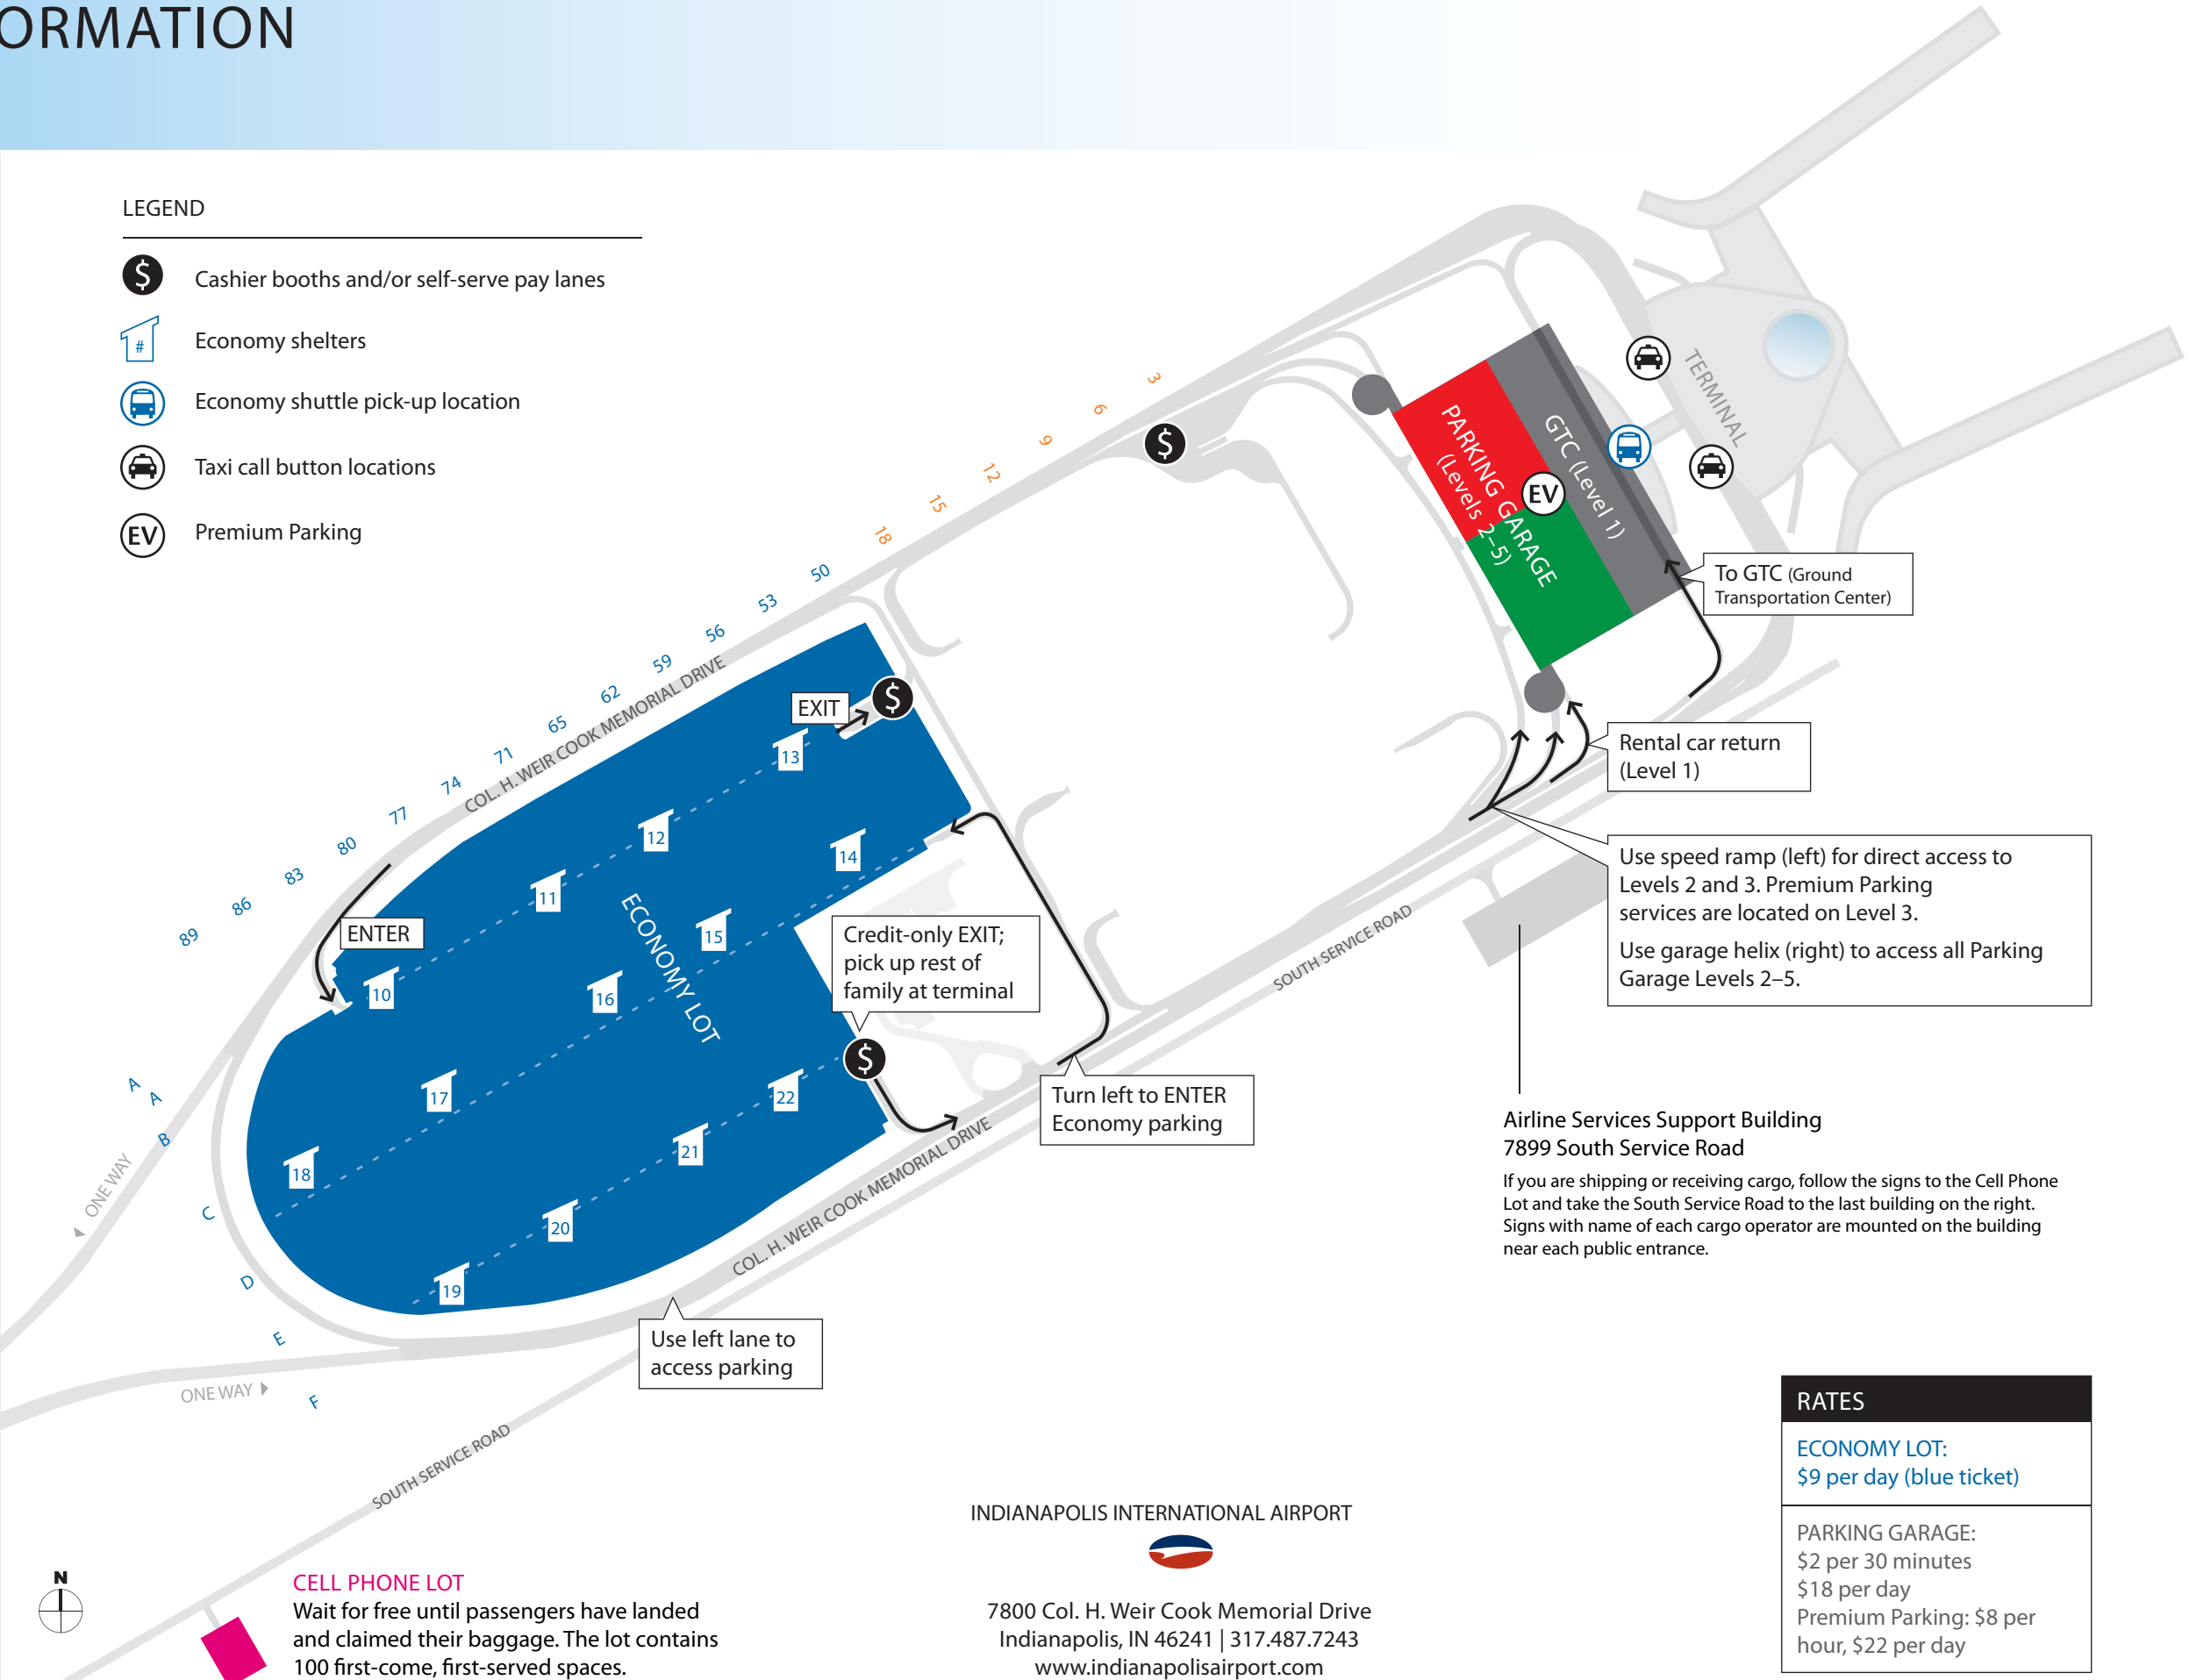 ORMATION
LEGEND
$
Cashier booths and/or self-serve pay lanes
#
Economy shelters
Economy shuttle pick-up location
Taxi call button locations
EV
Premium Parking
3
6
9
12
15
18
50
53
56
59
62
65
71
74
77
80
83
86
89
A
A
B
C
D
E
F
COL. H. WEIR COOK MEMORIAL DRIVE
$
TERMINAL
PARKING GARAGE
(Levels 2–5)
GTC (Level 1)
EV
To GTC (Ground
Transportation Center)
EXIT
$
13
12
11
10
14
15
16
17
18
22
21
20
19
ECONOMY LOT
ENTER
Credit-only EXIT;
pick up rest of
family at terminal
$
Turn left to ENTER
Economy parking
Rental car return
(Level 1)
Use speed ramp (left) for direct access to
Levels 2 and 3. Premium Parking
services are located on Level 3.
Use garage helix (right) to access all Parking
Garage Levels 2–5.
SOUTH SERVICE ROAD
COL. H. WEIR COOK MEMORIAL DRIVE
Use left lane to
access parking
ONE WAY
ONE WAY
SOUTH SERVICE ROAD
Airline Services Support Building
7899 South Service Road
If you are shipping or receiving cargo, follow the signs to the Cell Phone
Lot and take the South Service Road to the last building on the right.
Signs with name of each cargo operator are mounted on the building
near each public entrance.
N
CELL PHONE LOT
Wait for free until passengers have landed
and claimed their baggage. The lot contains
100 first-come, first-served spaces.
INDIANAPOLIS INTERNATIONAL AIRPORT
7800 Col. H. Weir Cook Memorial Drive
Indianapolis, IN 46241 | 317.487.7243
www.indianapolisairport.com
RATES
ECONOMY LOT:
$9 per day (blue ticket)
PARKING GARAGE:
$2 per 30 minutes
$18 per day
Premium Parking: $8 per
hour, $22 per day